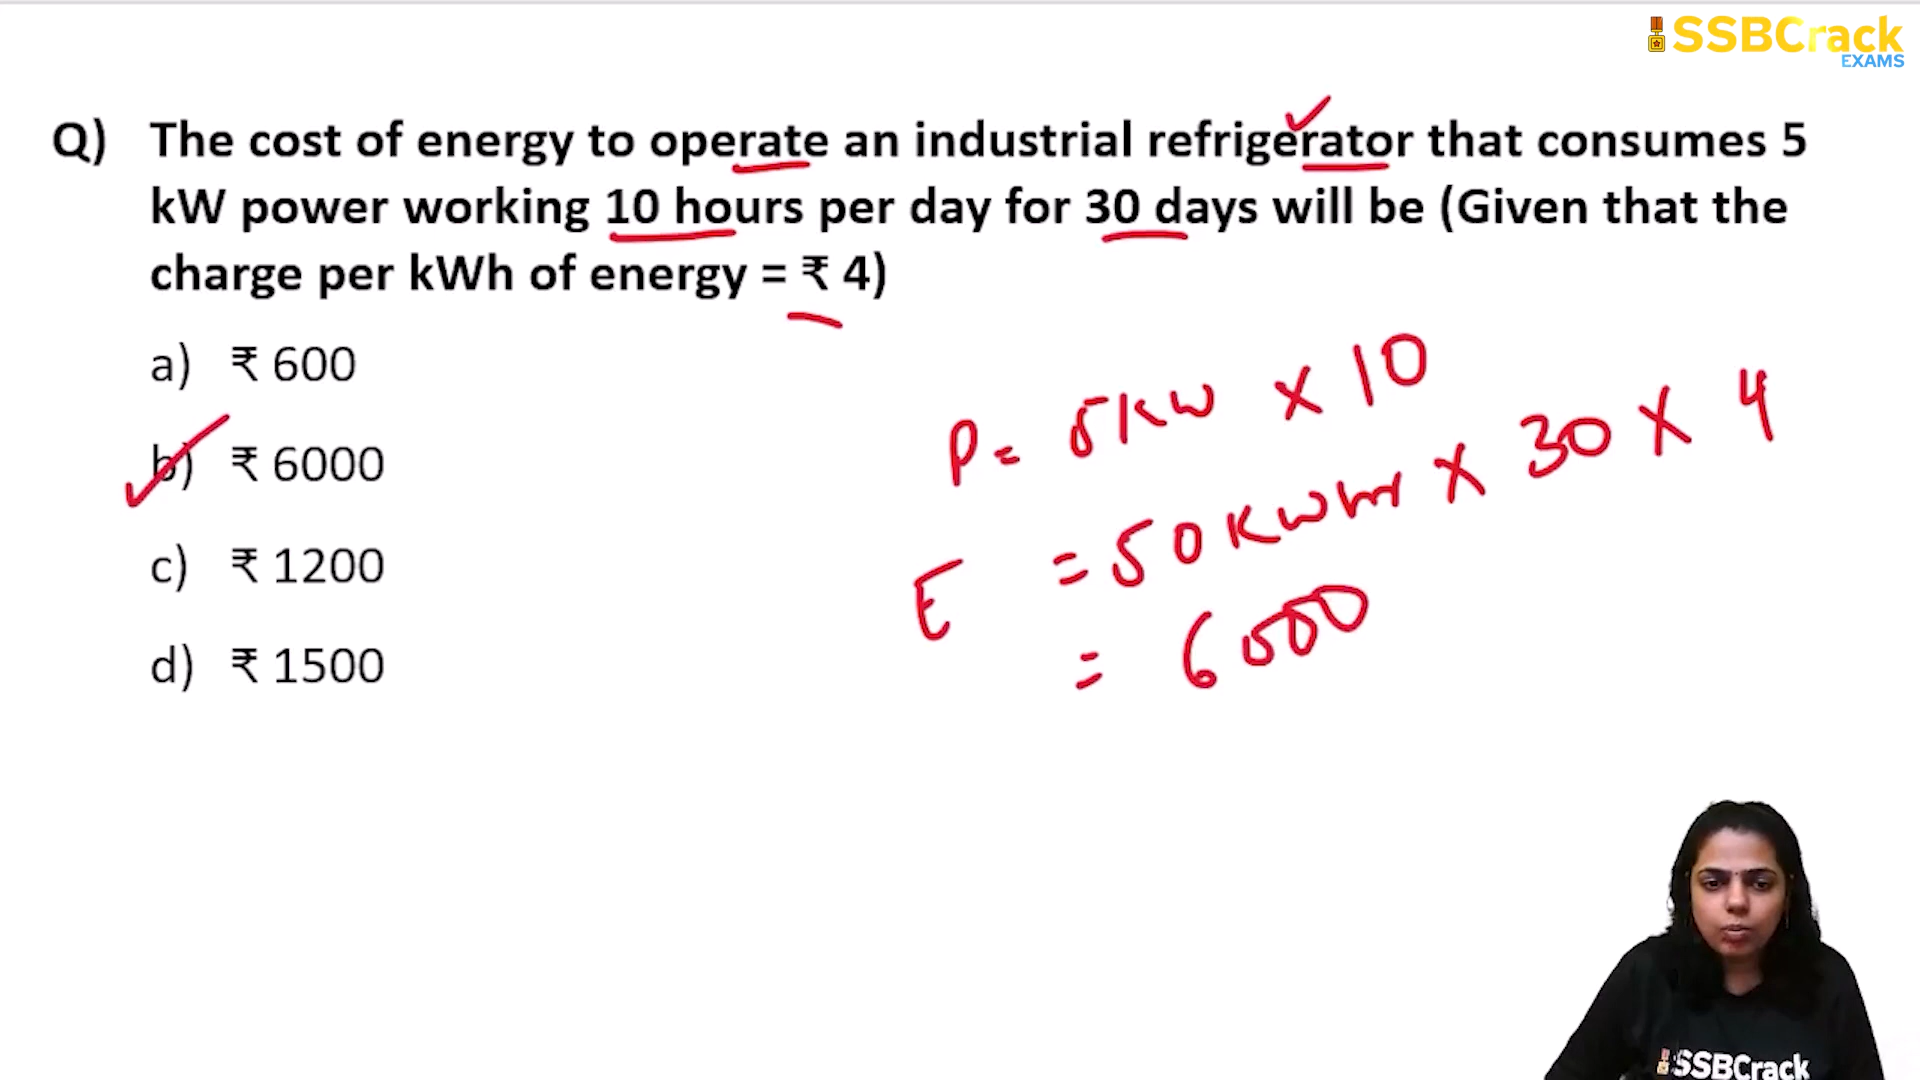 SSBCrack
EXAMS
Q) The cost of energy to operate an industrial refrigerator that consumes 5
kW power working 10 hours per day for 30 days will be (Given that the
charge per kWh of energy = ₹ 4)
a) ₹ 600
b) ₹ 6000
c) ₹ 1200
d) ₹ 1500
P = 5KW × 10
E = 50KWhr × 30 × 4
= 6000
SSBCrack